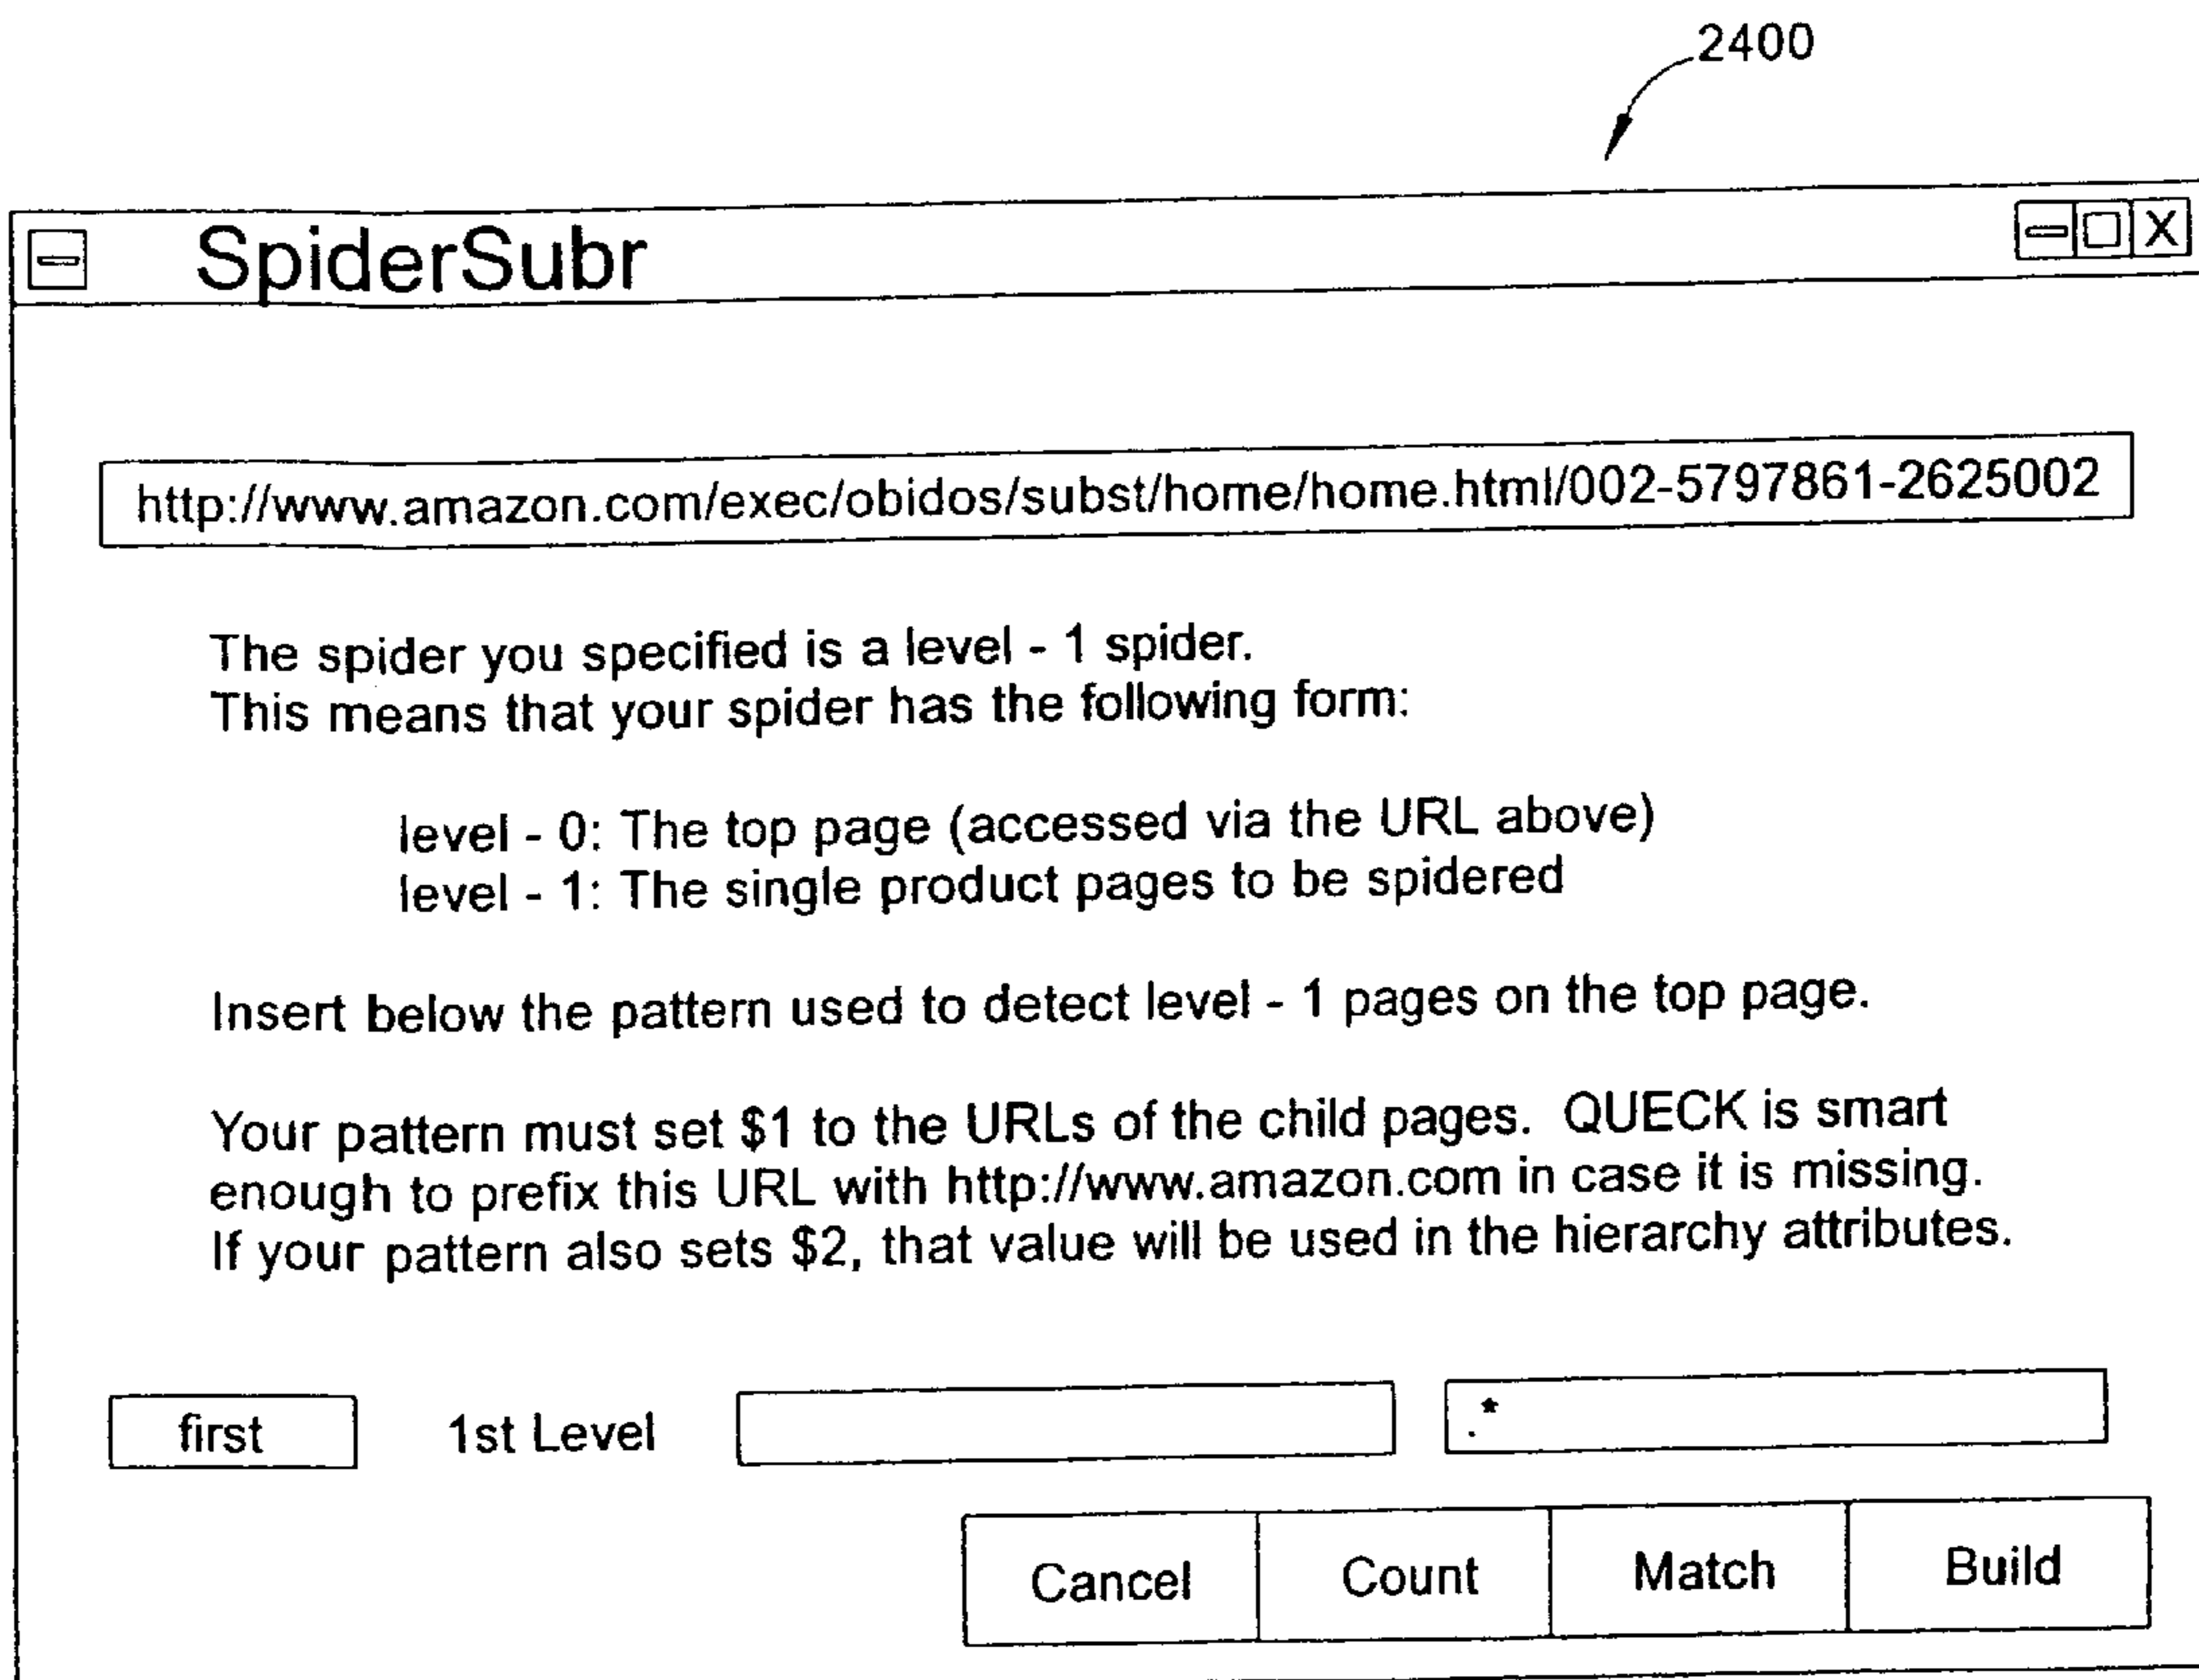 2400
SpiderSubr
http://www.amazon.com/exec/obidos/subst/home/home.html/002-5797861-2625002
The spider you specified is a level - 1 spider.
This means that your spider has the following form:
level - 0: The top page (accessed via the URL above)
level - 1: The single product pages to be spidered
Insert below the pattern used to detect level - 1 pages on the top page.
Your pattern must set $1 to the URLs of the child pages. QUECK is smart
enough to prefix this URL with http://www.amazon.com in case it is missing.
If your pattern also sets $2, that value will be used in the hierarchy attributes.
first 1st Level .*
Cancel Count Match Build